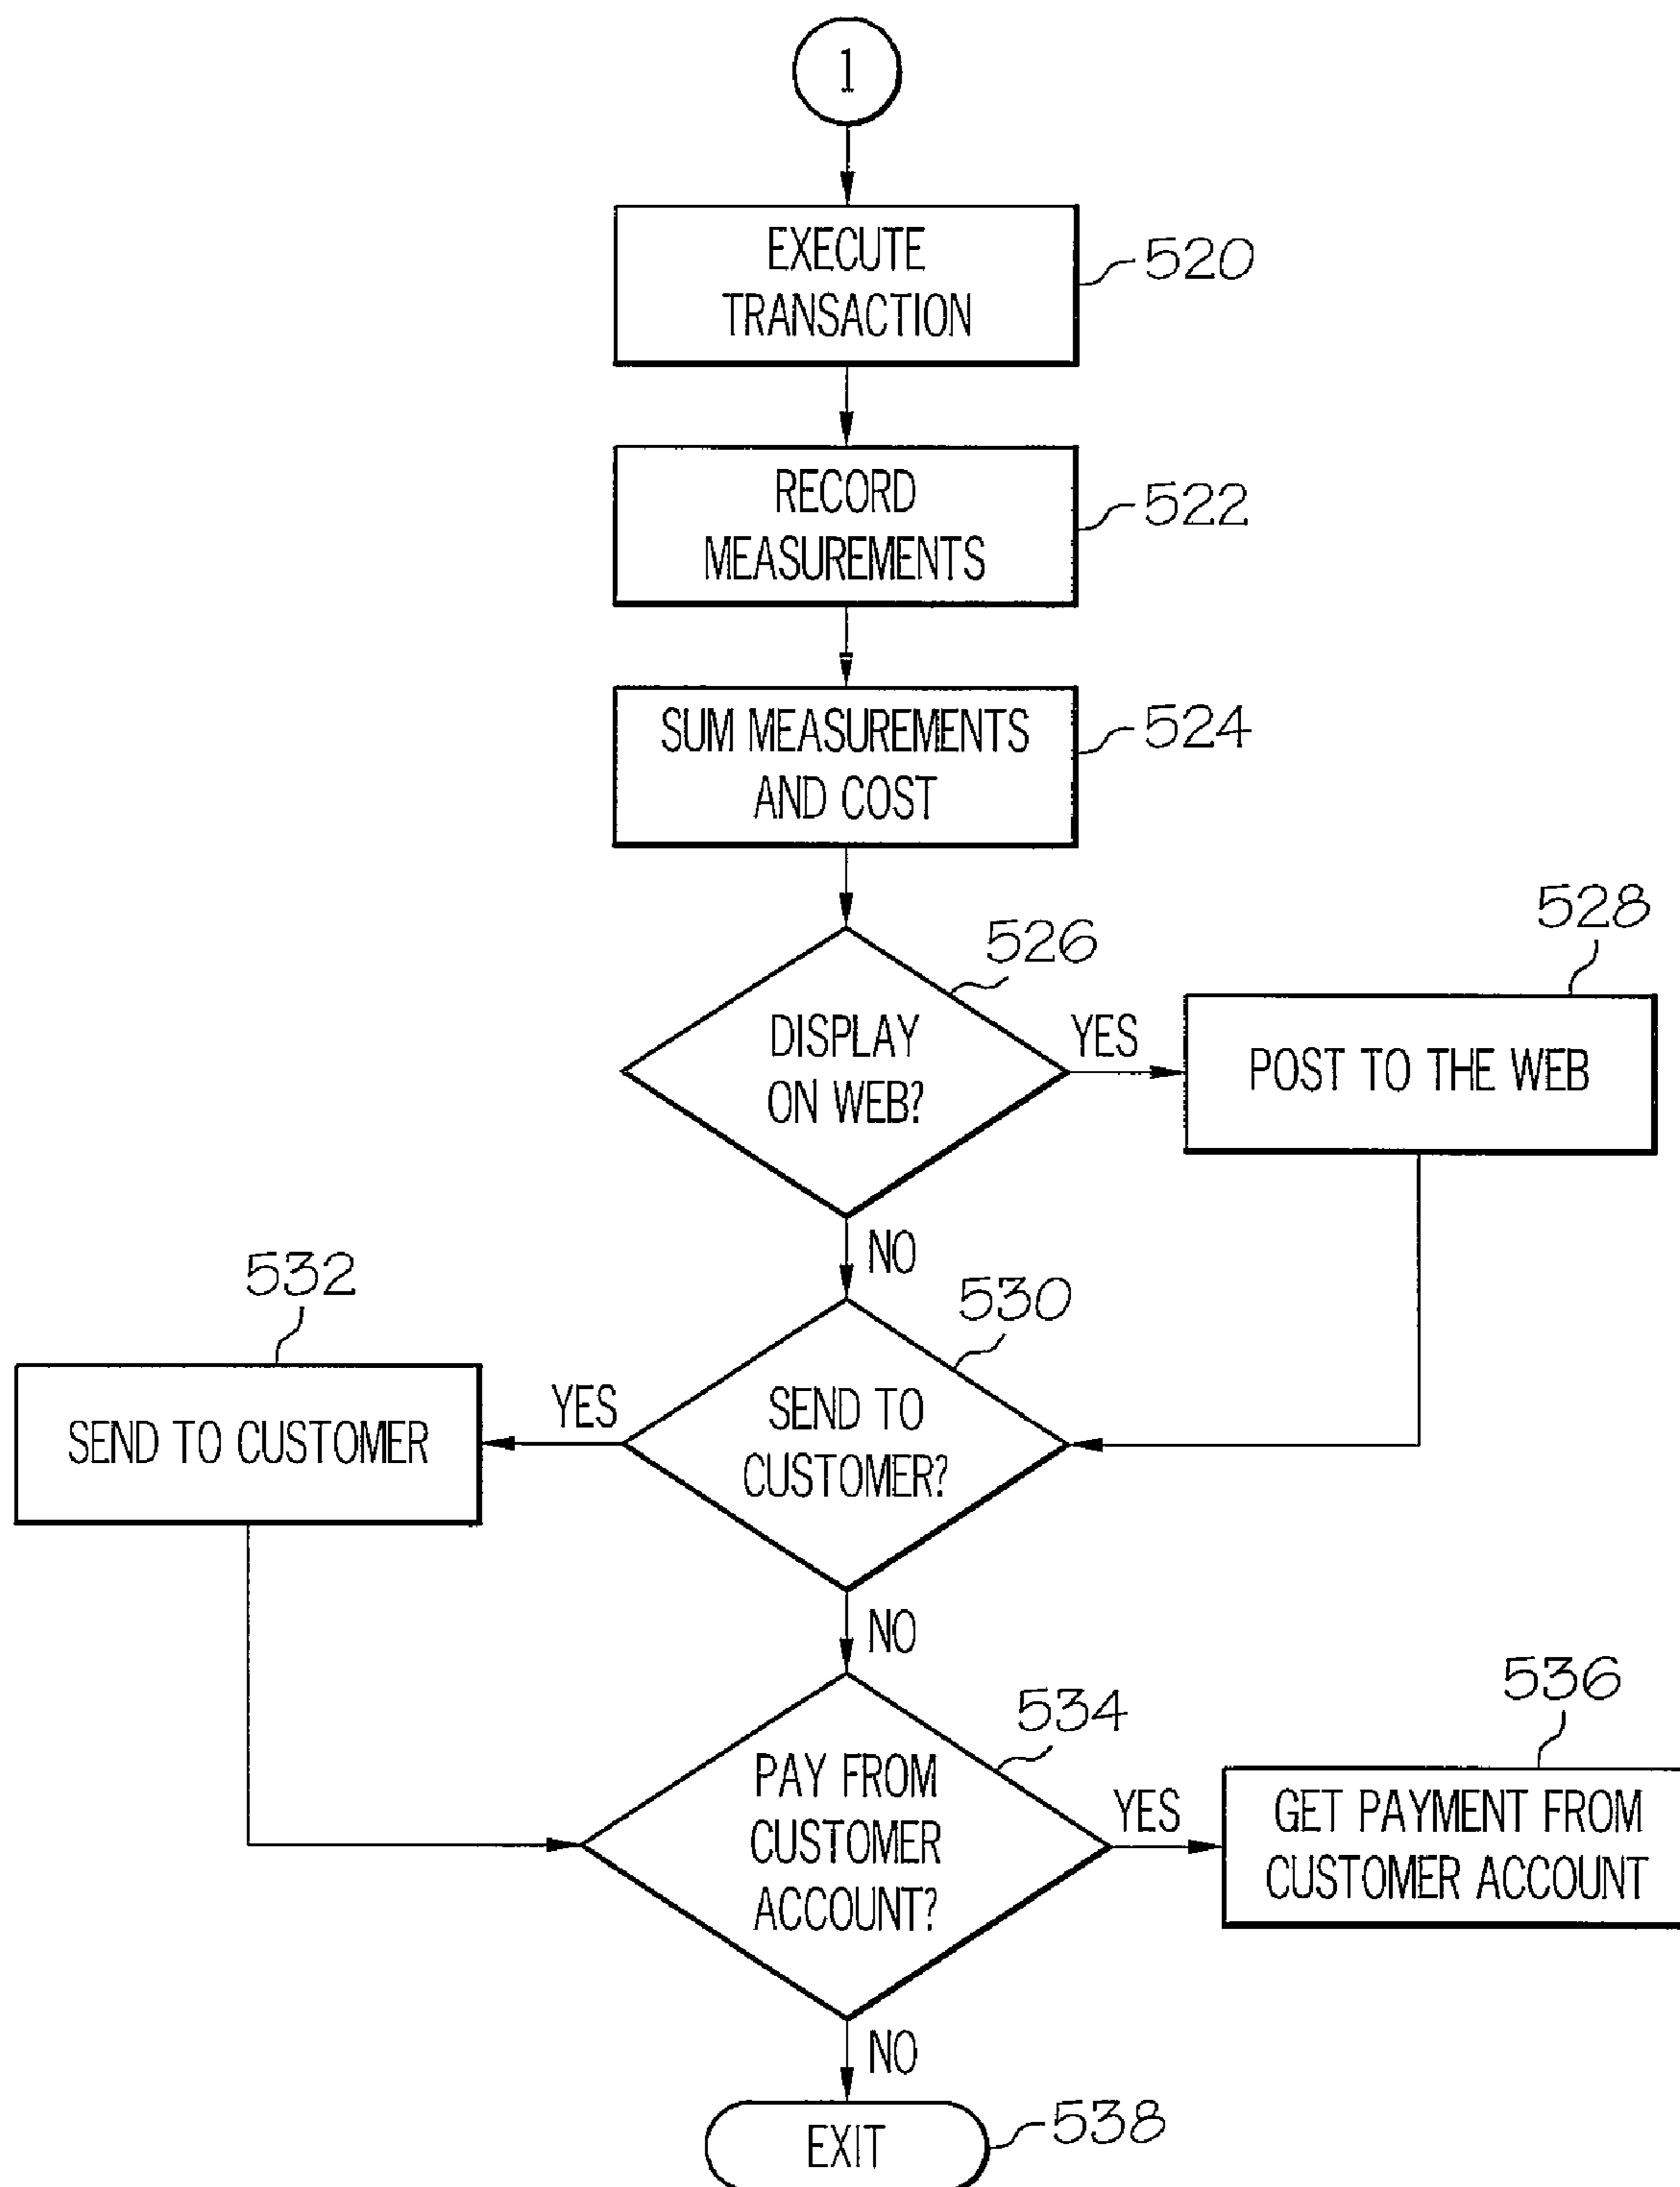 1
EXECUTE
TRANSACTION
520
RECORD
MEASUREMENTS
522
SUM MEASUREMENTS
AND COST
524
526
528
DISPLAY
ON WEB?
YES
POST TO THE WEB
NO
532
530
SEND TO CUSTOMER
YES
SEND TO
CUSTOMER?
NO
534
536
PAY FROM
CUSTOMER
ACCOUNT?
YES
GET PAYMENT FROM
CUSTOMER ACCOUNT
NO
EXIT
538